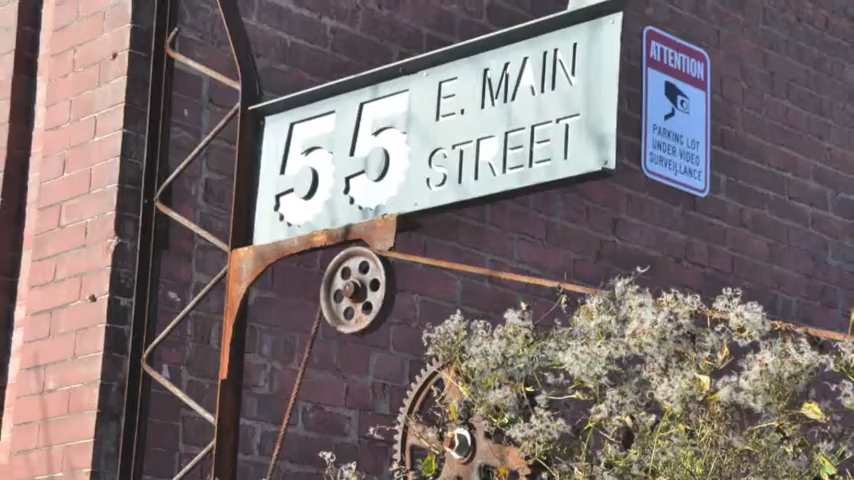 55
E. MAIN
STREET
ATTENTION
PARKING LOT
UNDER VIDEO
SURVEILLANCE